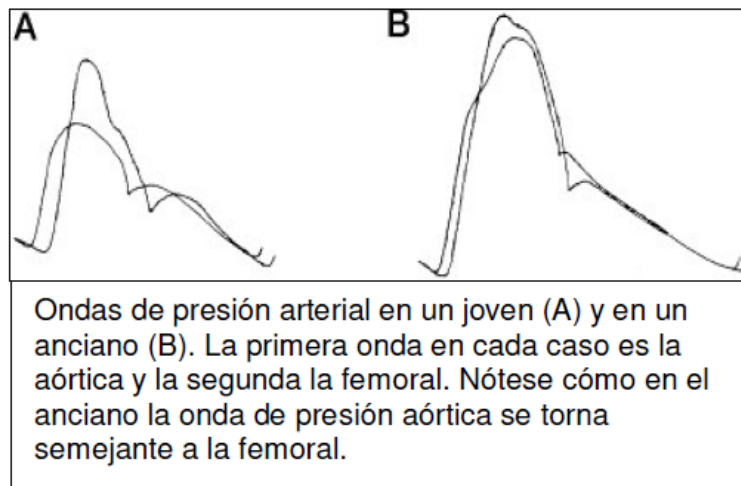 A
B
Ondas de presión arterial en un joven (A) y en un
anciano (B). La primera onda en cada caso es la
aórtica y la segunda la femoral. Nótese cómo en el
anciano la onda de presión aórtica se torna
semejante a la femoral.